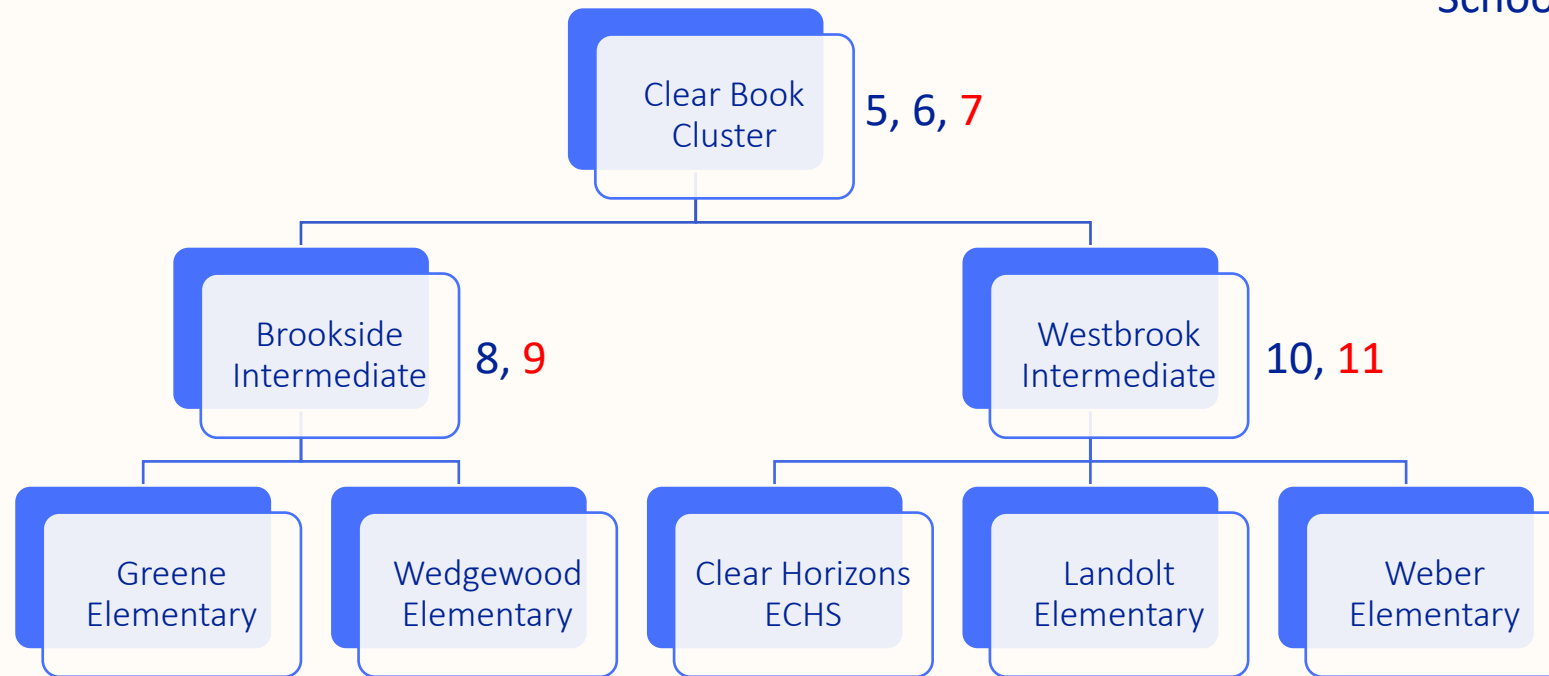 Clear Book
Cluster
5, 6, 7
Brookside
Intermediate
8, 9
Westbrook
Intermediate
10, 11
Greene
Elementary
Wedgewood
Elementary
Clear Horizons
ECHS
Landolt
Elementary
Weber
Elementary